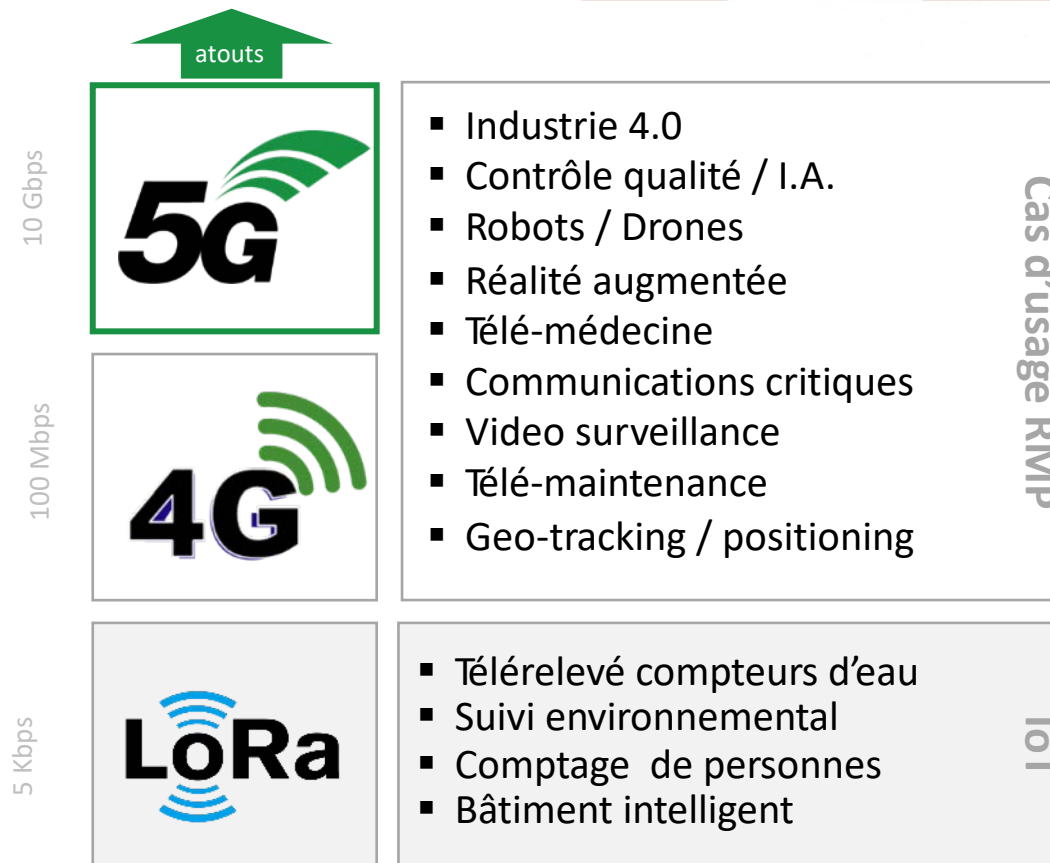 atouts
10 Gbps
5G
Industrie 4.0
Contrôle qualité / I.A.
Robots / Drones
Réalité augmentée
Télé-médecine
Communications critiques
Video surveillance
Télé-maintenance
Geo-tracking / positioning
Cas d'usage RMP
100 Mbps
4G
5 Kbps
LoRa
Télérelevé compteurs d'eau
Suivi environnemental
Comptage de personnes
Bâtiment intelligent
IoT